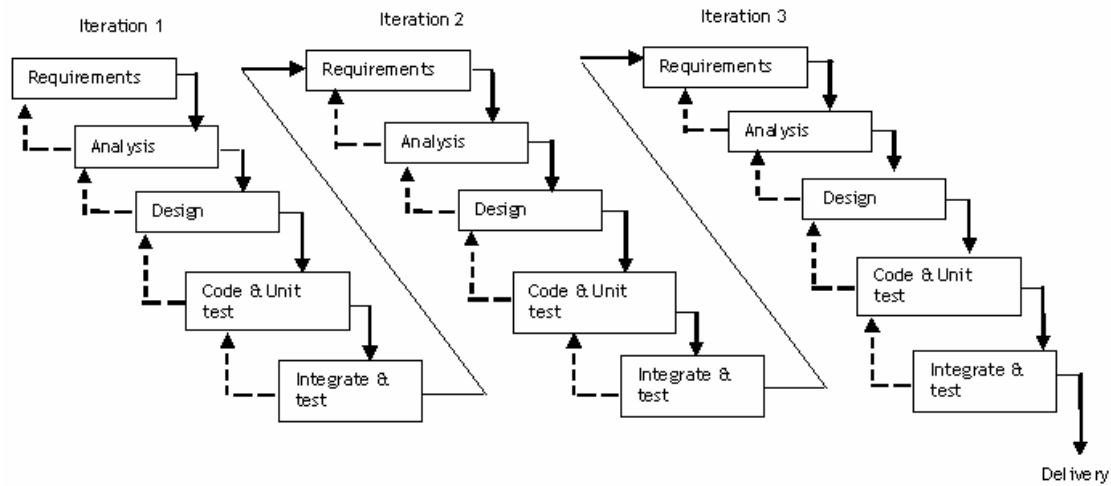 Iteration 1
Requirements
Analysis
Design
Code & Unit
test
Integrate &
test
Iteration 2
Requirements
Analysis
Design
Code & Unit
test
Integrate &
test
Iteration 3
Requirements
Analysis
Design
Code & Unit
test
Integrate &
test
Delivery